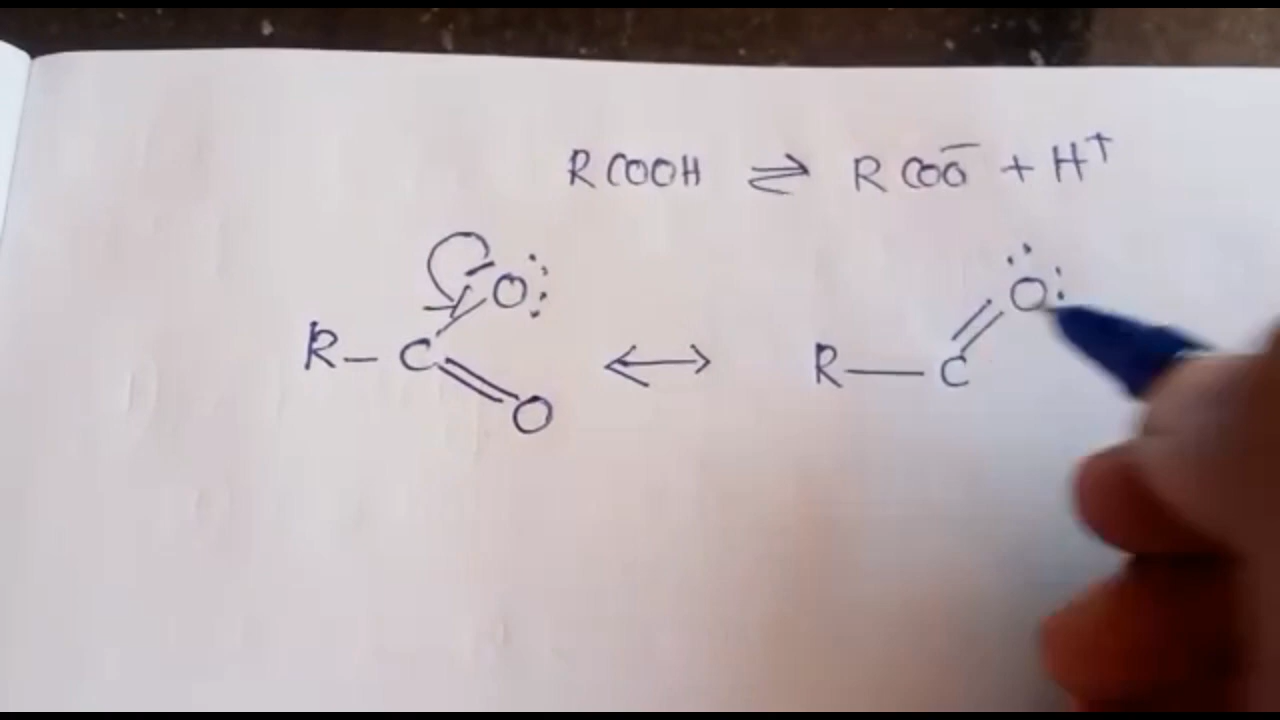 RCOOH ⇌ RCOO⁻ + H⁺
O O
R–C ↔ R—C
O